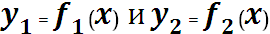 y₁ = f₁(x) И y₂ = f₂(x)